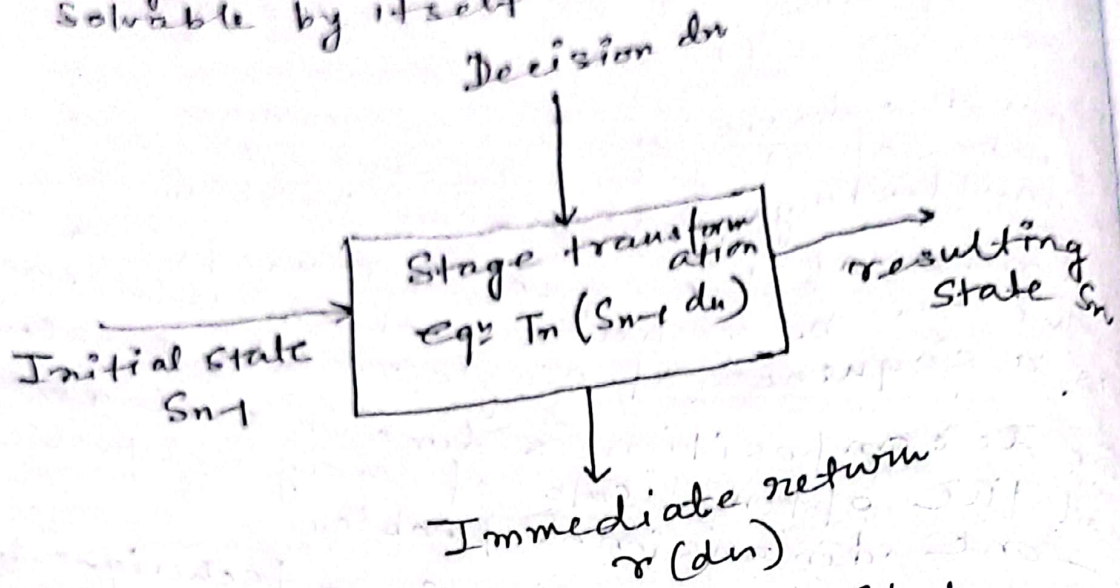 Solvable by itself
Decision dn
Stage transform
ation
eqn Tn (Sn-1 dn)
resulting
State Sn
Initial state
Sn-1
Immediate return
r (dn)